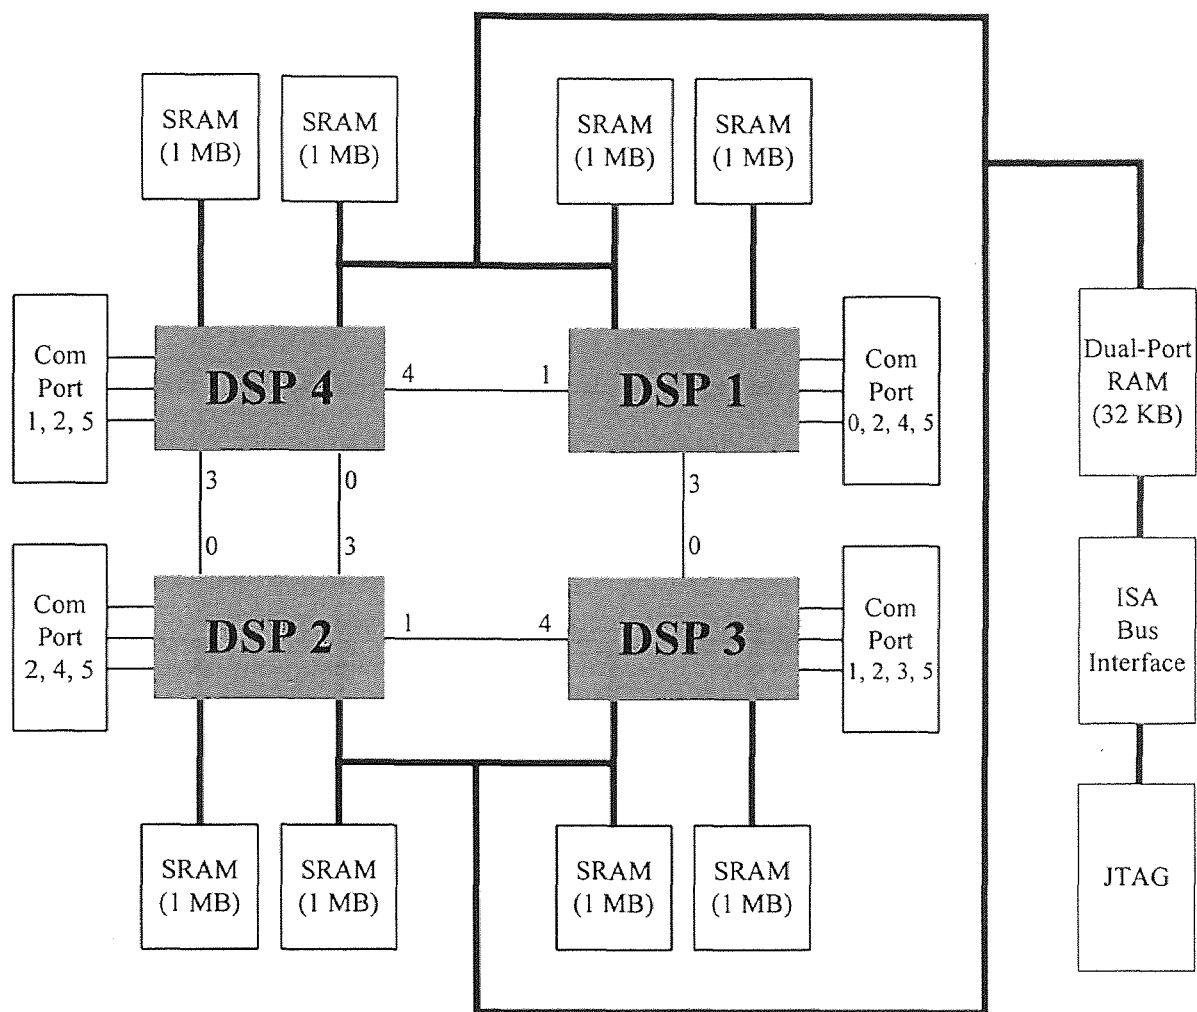 SRAM
(1 MB)
SRAM
(1 MB)
SRAM
(1 MB)
SRAM
(1 MB)
Com
Port
1, 2, 5
DSP 4
4
1
DSP 1
Com
Port
0, 2, 4, 5
Dual-Port
RAM
(32 KB)
3
0
3
0
3
0
Com
Port
2, 4, 5
DSP 2
1
4
DSP 3
Com
Port
1, 2, 3, 5
ISA
Bus
Interface
SRAM
(1 MB)
SRAM
(1 MB)
SRAM
(1 MB)
SRAM
(1 MB)
JTAG